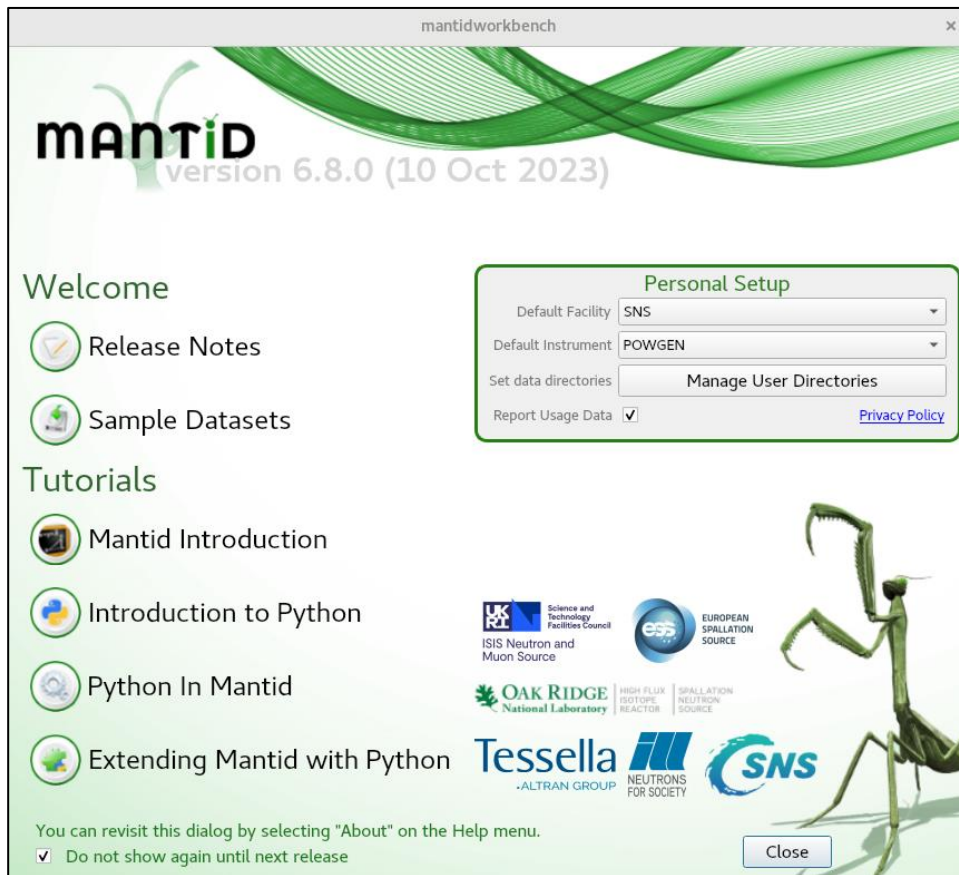 mantidworkbench
MANTiD
version 6.8.0 (10 Oct 2023)
Welcome
Release Notes
Sample Datasets
Personal Setup
Default Facility SNS
Default Instrument POWGEN
Set data directories Manage User Directories
Report Usage Data Privacy Policy
Tutorials
Mantid Introduction
Introduction to Python
Python In Mantid
Extending Mantid with Python
UK
RI
Science and
Technology
Facilities Council
ISIS Neutron and
Muon Source
ess
EUROPEAN
SPALLATION
SOURCE
OAK RIDGE
National Laboratory
HIGH FLUX
ISOTOPE
REACTOR
SPALLATION
NEUTRON
SOURCE
Tessella
ALTRAN GROUP
ill
NEUTRONS
FOR SOCIETY
SNS
You can revisit this dialog by selecting "About" on the Help menu.
Do not show again until next release
Close